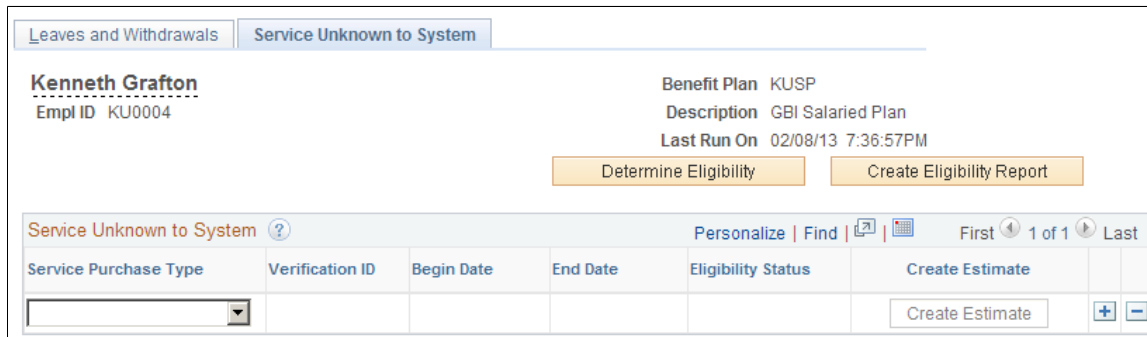 Leaves and Withdrawals Service Unknown to System
Kenneth Grafton Benefit Plan KUSP
Empl ID KU0004 Description GBI Salaried Plan
Last Run On 02/08/13 7:36:57PM
Determine Eligibility Create Eligibility Report
Service Unknown to System ? Personalize | Find | | First 1 of 1 Last
Service Purchase Type Verification ID Begin Date End Date Eligibility Status Create Estimate
Create Estimate + -